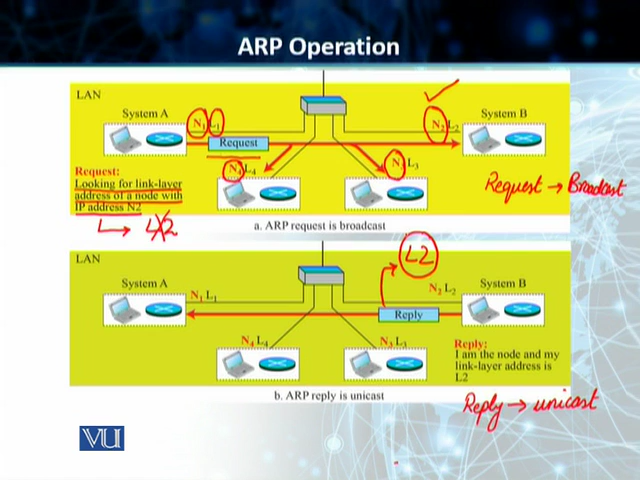 ARP Operation
LAN
System A
System B
N1 L1
N2 L2
Request
N4 L4
L3
Request:
Looking for link-layer
address of a node with
IP address N2
Request → Broadcast
a. ARP request is broadcast
LAN
L2
System A
System B
N1 L1
N2 L2
Reply
N4 L4
N3 L3
Reply:
I am the node and my
link-layer address is
L2
b. ARP reply is unicast
Reply → unicast
VU